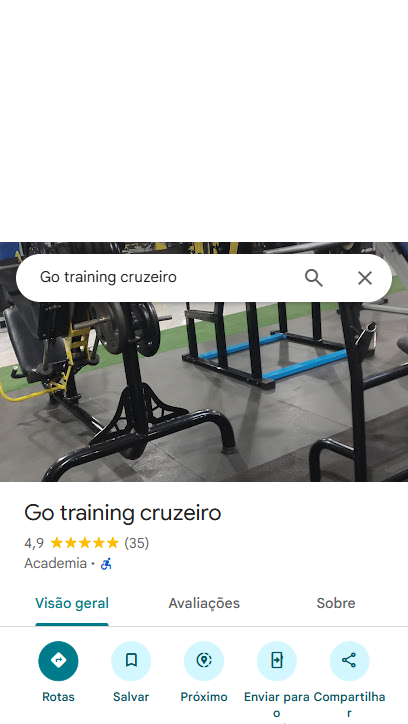 Go training cruzeiro
Go training cruzeiro
4,9 (35)
Academia ·
Visão geral Avaliações Sobre
Rotas Salvar Próximo Enviar para o Compartilhar